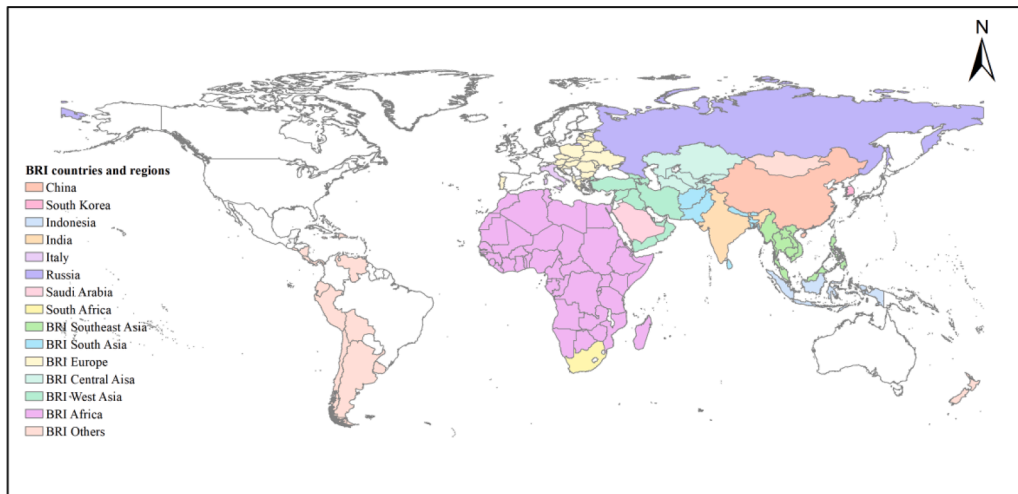 N
BRI countries and regions
China
South Korea
Indonesia
India
Italy
Russia
Saudi Arabia
South Africa
BRI Southeast Asia
BRI South Asia
BRI Europe
BRI Central Aisa
BRI West Asia
BRI Africa
BRI Others